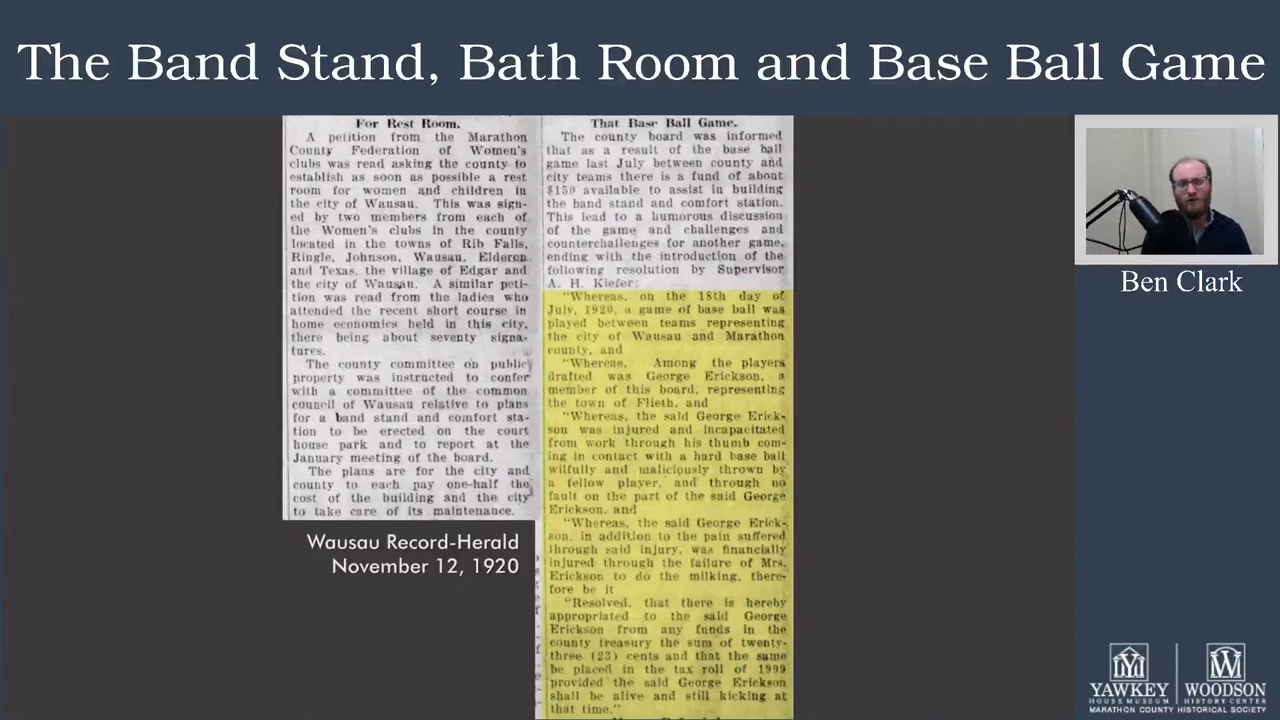 The Band Stand, Bath Room and Base Ball Game
For Rest Room.
A petition from the Marathon
County Federation of Women's
clubs was read asking the county to
establish as soon as possible a rest
room for women and children in
the city of Wausau. This was sign-
ed by two members from each of
the Women's clubs in the county
located in the towns of Rib Falls,
Ringle, Johnson, Wausau, Elderon
and Texas, the village of Edgar and
the city of Wausau. A similar peti-
tion was read from the ladies who
attended the recent short course in
home economics held in this city,
there being about seventy signa-
tures.
The county committee on public
property was instructed to confer
with a committee of the common
council of Wausau relative to plans
for a band stand and comfort sta-
tion to be erected on the court
house park and to report at the
January meeting of the board.
The plans are for the city and
county to each pay one-half the
cost of the building and the city
to take care of its maintenance.
Wausau Record-Herald
November 12, 1920
That Base Ball Game.
The county board was informed
that as a result of the base ball
game last July between county and
city teams there is a fund of about
$150 available to assist in building
the band stand and comfort station.
This lead to a humorous discussion
of the game and challenges and
counterchallenges for another game,
ending with the introduction of the
following resolution by Supervisor
A. H. Kiefer:
"Whereas, on the 18th day of
July, 1920, a game of base ball was
played between teams representing
the city of Wausau and Marathon
county, and
"Whereas, Among the players
drafted was George Erickson, a
member of this board, representing
the town of Flieth, and
"Whereas, the said George Erick-
son was injured and incapacitated
from work through his thumb com-
ing in contact with a hard base ball
wilfully and maliciously thrown by
a fellow player, and through no
fault on the part of the said George
Erickson, and
"Whereas, the said George Erick-
son, in addition to the pain suffered
through said injury, was financially
injured through the failure of Mrs.
Erickson to do the milking, there-
fore be it
"Resolved, that there is hereby
appropriated to the said George
Erickson from any funds in the
county treasury the sum of twenty-
three (23) cents and that the same
be placed in the tax roll of 1999
provided the said George Erickson
shall be alive and still kicking at
that time."
Ben Clark
YAWKEY
HOUSE MUSEUM
WOODSON
HISTORY CENTER
MARATHON COUNTY HISTORICAL SOCIETY